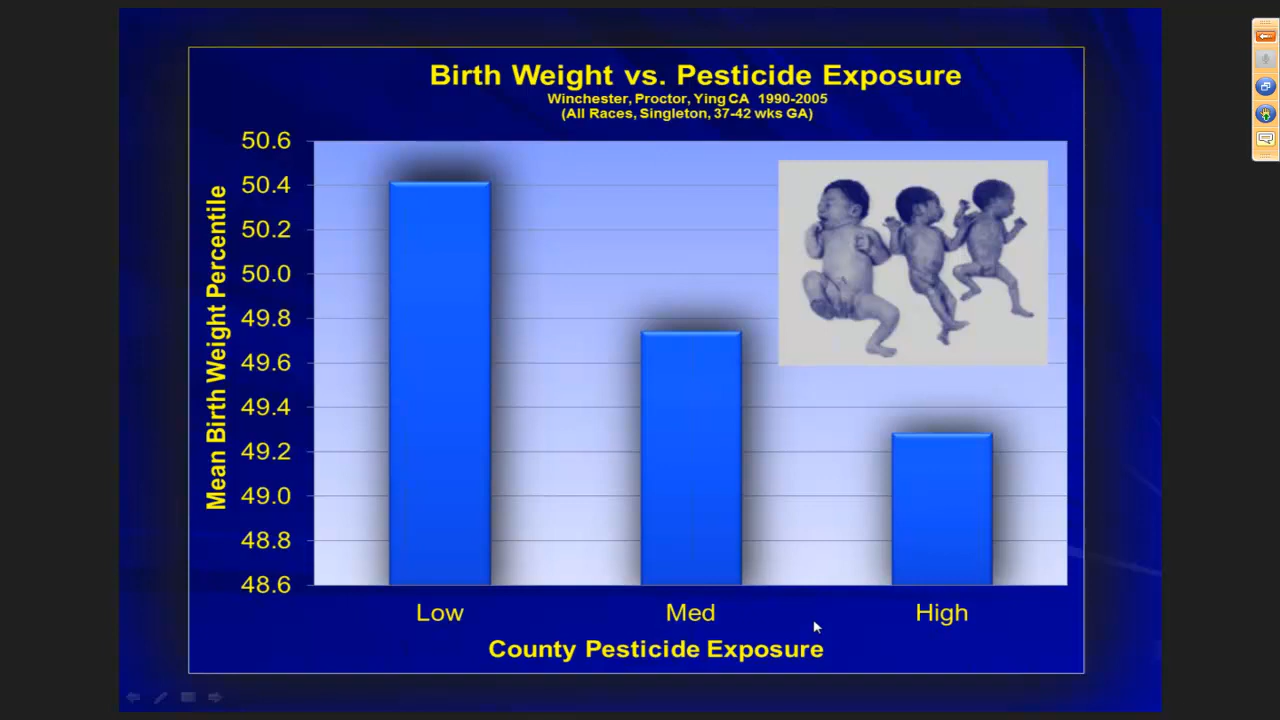 Birth Weight vs. Pesticide Exposure
Winchester, Proctor, Ying CA 1990-2005
(All Races, Singleton, 37-42 wks GA)
Mean Birth Weight Percentile
50.6
50.4
50.2
50.0
49.8
49.6
49.4
49.2
49.0
48.8
48.6
Low Med High
County Pesticide Exposure